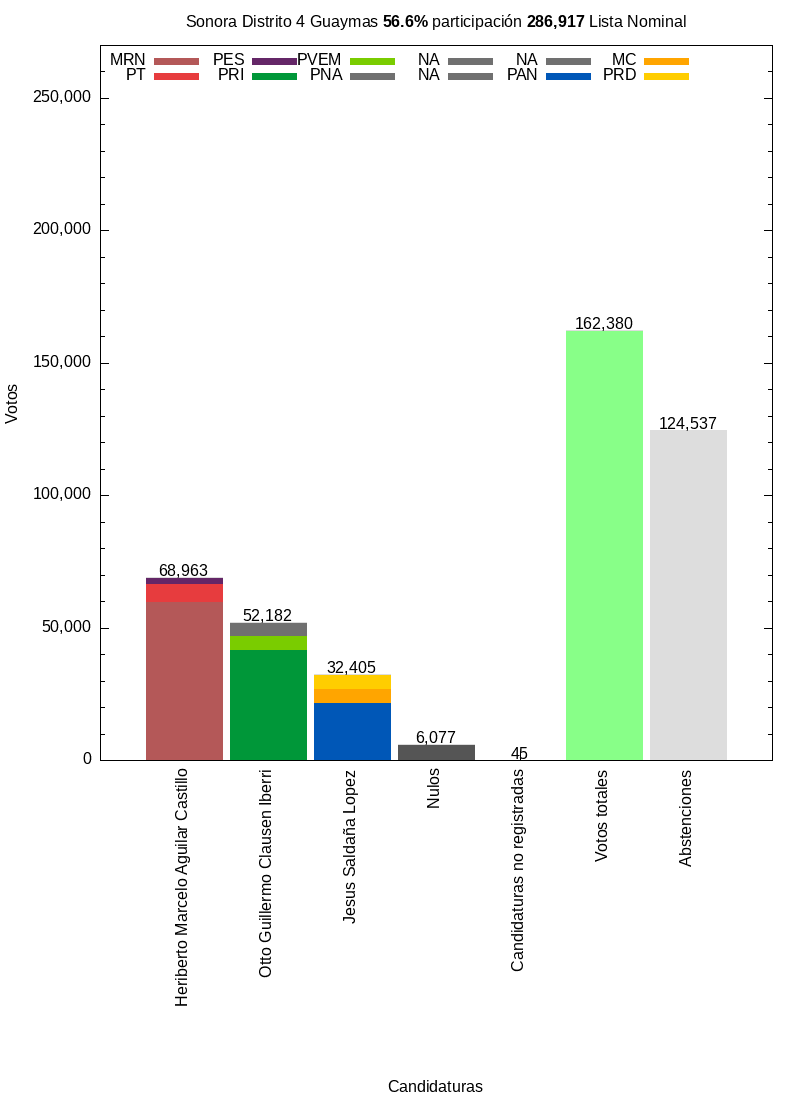 Sonora Distrito 4 Guaymas 56.6% participación 286,917 Lista Nominal
MRN PES PVEM NA NA MC
PT PRI PNA NA PAN PRD
250,000
200,000
150,000
100,000
50,000
0
Votos
68,963
52,182
32,405
6,077
45
162,380
124,537
Heriberto Marcelo Aguilar Castillo
Otto Guillermo Clausen Iberri
Jesus Saldaña Lopez
Nulos
Candidaturas no registradas
Votos totales
Abstenciones
Candidaturas